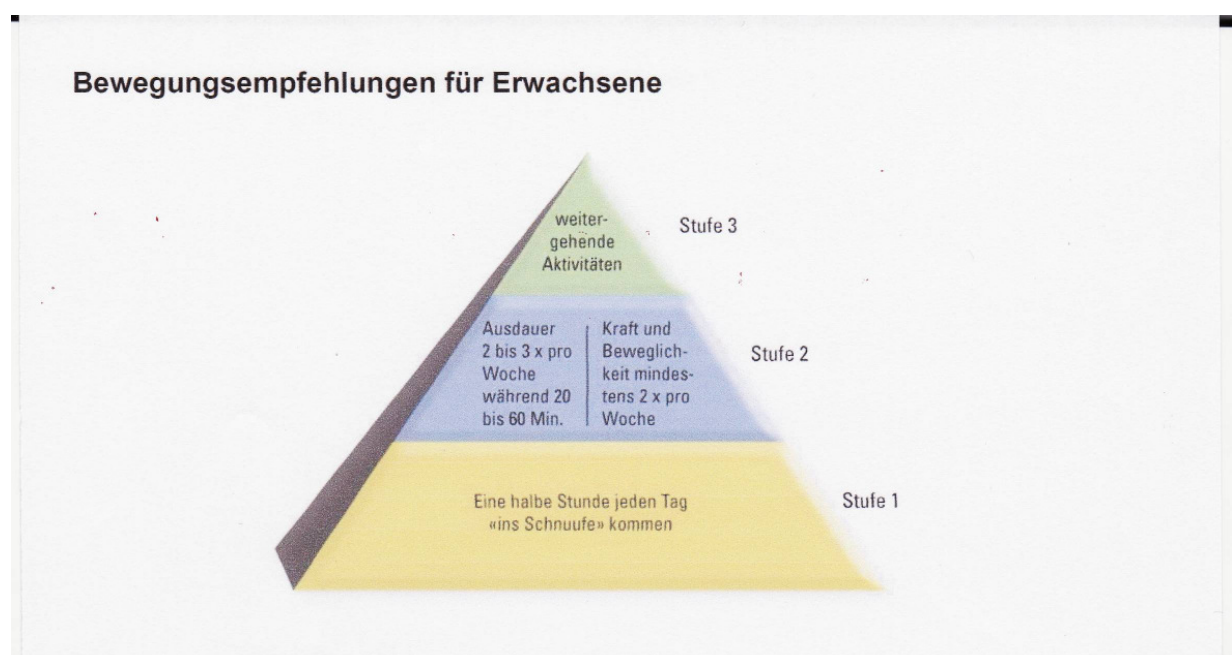 Bewegungsempfehlungen für Erwachsene
weiter-
gehende
Aktivitäten
Stufe 3
Ausdauer
2 bis 3 x pro
Woche
während 20
bis 60 Min.
Kraft und
Beweglich-
keit mindes-
tens 2 x pro
Woche
Stufe 2
Eine halbe Stunde jeden Tag
«ins Schnuufe» kommen
Stufe 1